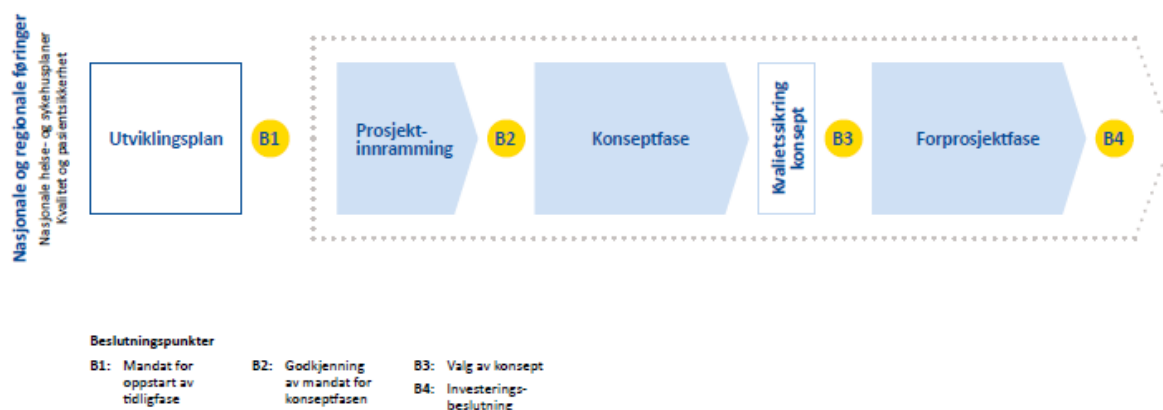 Nasjonale og regionale føringer
Nasjonale helse- og sykehusplaner
Kvalitet og pasientsikkerhet
Utviklingsplan
B1
Prosjekt-
innramming
B2
Konseptfase
Kvalietssikring
konsept
B3
Forprosjektfase
B4
Beslutningspunkter
B1: Mandat for
oppstart av
tidligfase
B2: Godkjenning
av mandat for
konseptfasen
B3: Valg av konsept
B4: Investerings-
beslutning